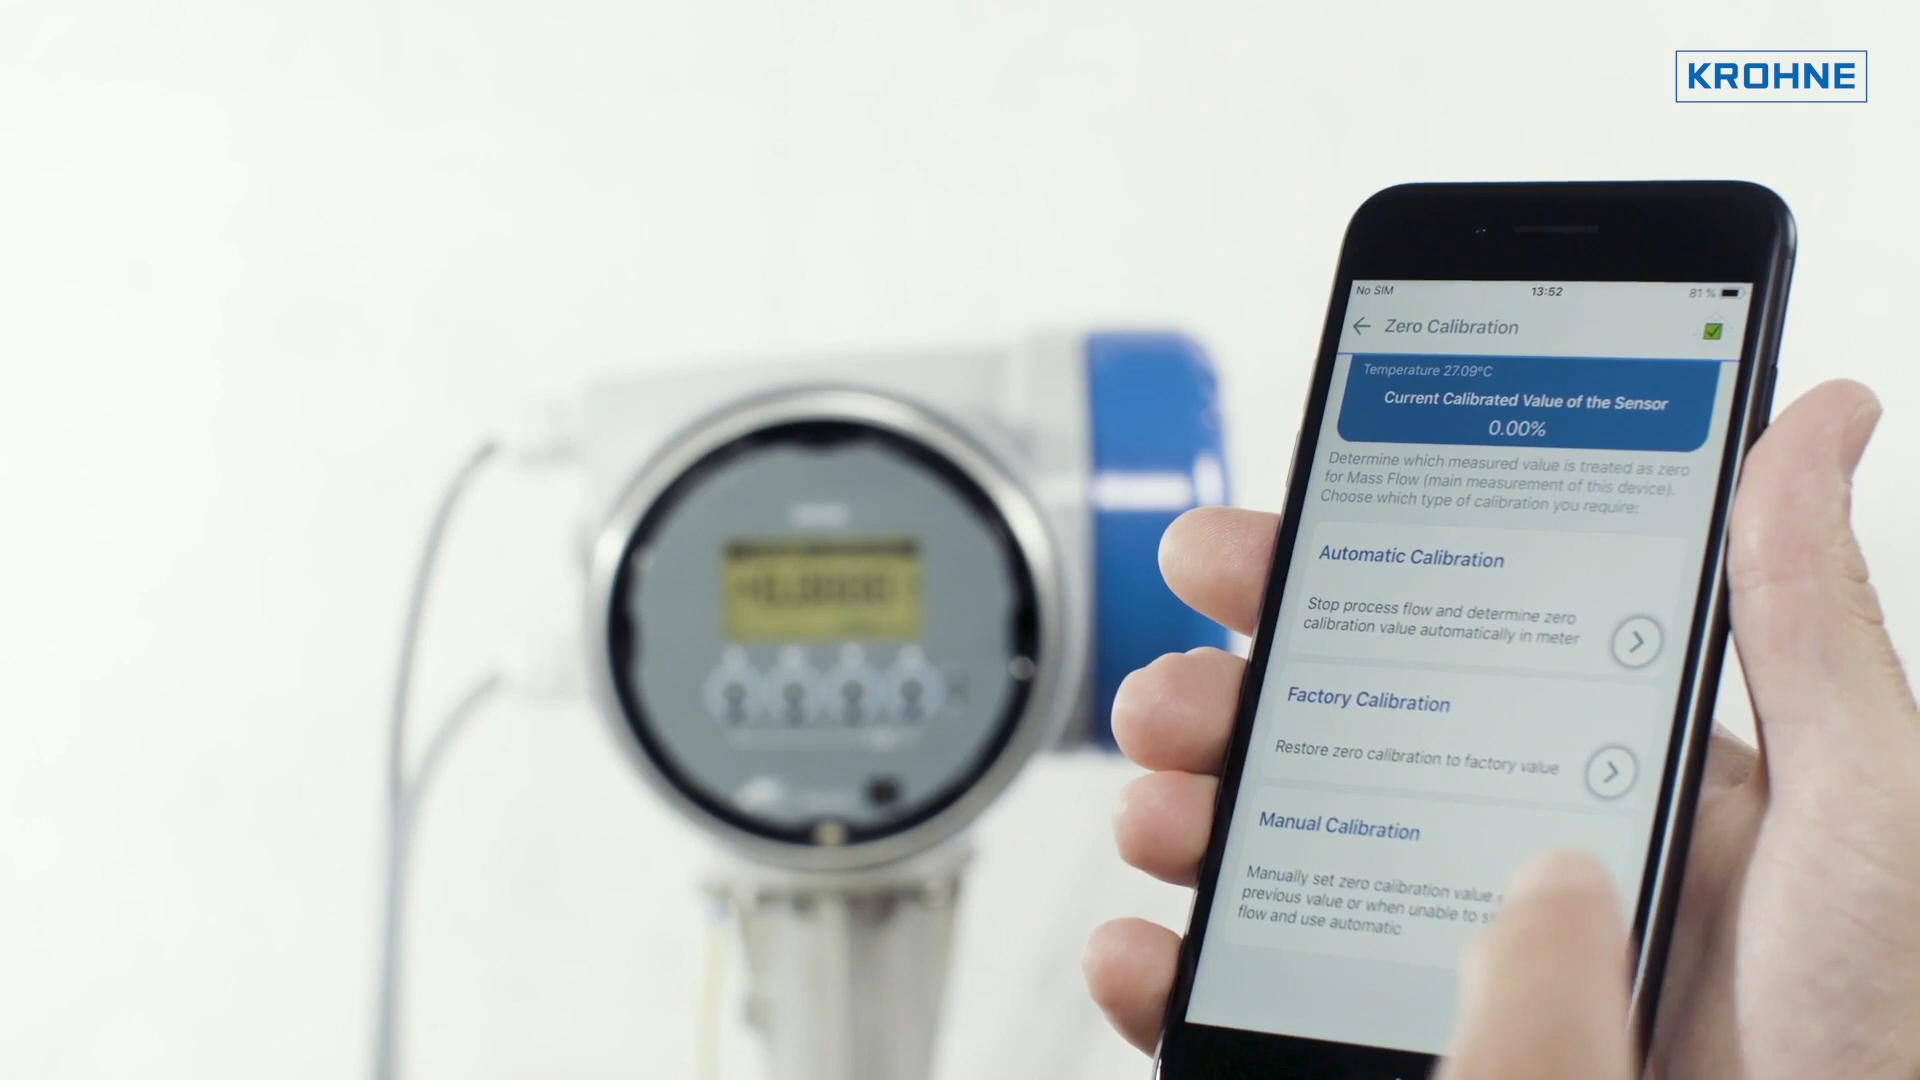 KROHNE
No SIM 13:52 81 %
Zero Calibration
Temperature 27.09°C
Current Calibrated Value of the Sensor
0.00%
Determine which measured value is treated as zero
for Mass Flow (main measurement of this device).
Choose which type of calibration you require:
Automatic Calibration
Stop process flow and determine zero
calibration value automatically in meter
Factory Calibration
Restore zero calibration to factory value
Manual Calibration
Manually set zero calibration value
previous value or when unable to
flow and use automatic